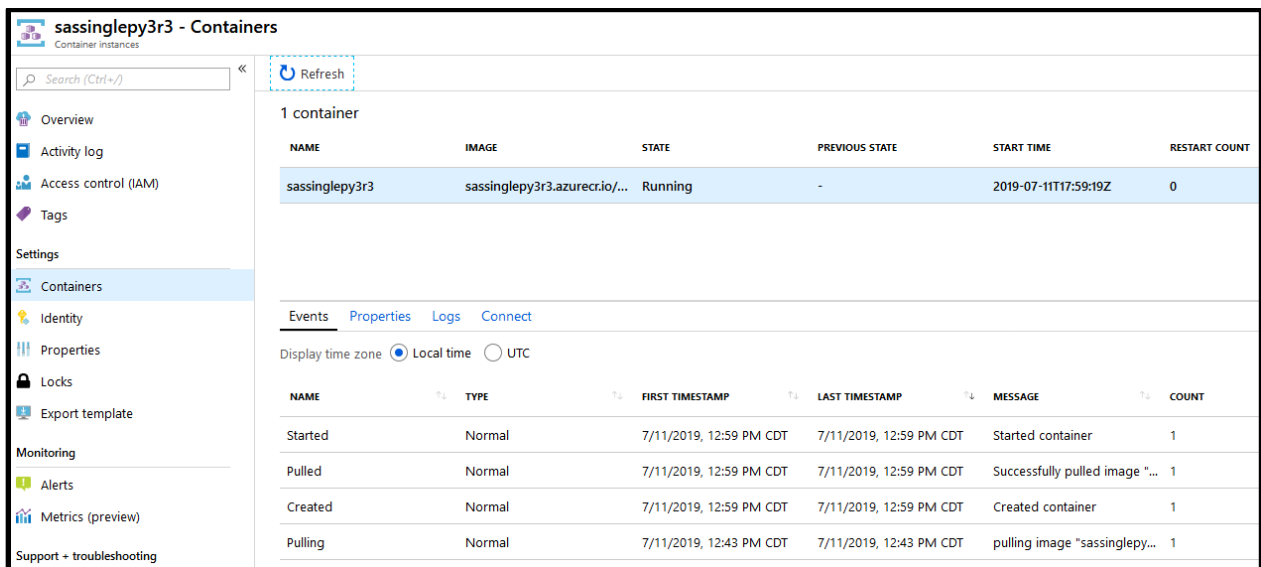 sassinglepy3r3 - Containers
Container instances
Search (Ctrl+/)
«
Overview
Activity log
Access control (IAM)
Tags
Settings
Containers
Identity
Properties
Locks
Export template
Monitoring
Alerts
Metrics (preview)
Support + troubleshooting
Refresh
1 container
NAME IMAGE STATE PREVIOUS STATE START TIME RESTART COUNT
sassinglepy3r3 sassinglepy3r3.azurecr.io/... Running - 2019-07-11T17:59:19Z 0
Events Properties Logs Connect
Display time zone Local time UTC
NAME TYPE FIRST TIMESTAMP LAST TIMESTAMP MESSAGE COUNT
Started Normal 7/11/2019, 12:59 PM CDT 7/11/2019, 12:59 PM CDT Started container 1
Pulled Normal 7/11/2019, 12:59 PM CDT 7/11/2019, 12:59 PM CDT Successfully pulled image "... 1
Created Normal 7/11/2019, 12:59 PM CDT 7/11/2019, 12:59 PM CDT Created container 1
Pulling Normal 7/11/2019, 12:43 PM CDT 7/11/2019, 12:43 PM CDT pulling image "sassinglepy... 1